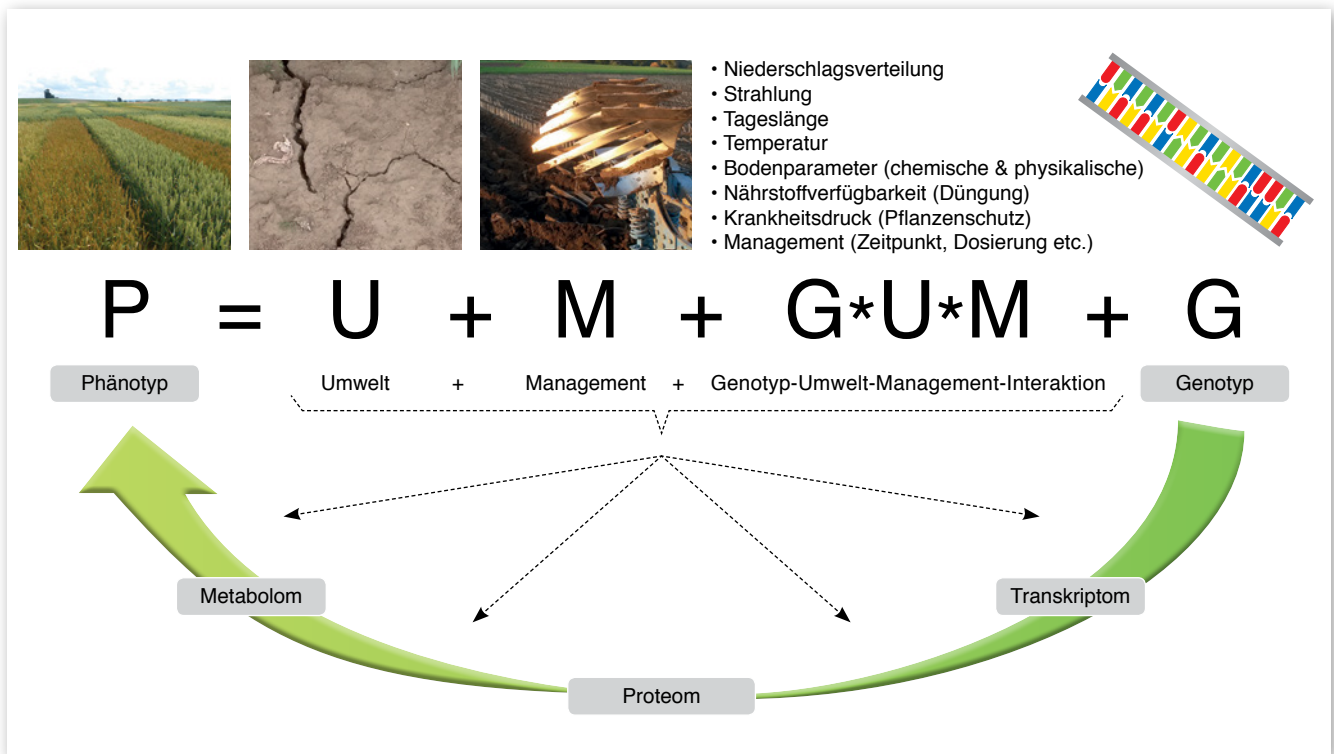 • Niederschlagsverteilung
• Strahlung
• Tageslänge
• Temperatur
• Bodenparameter (chemische & physikalische)
• Nährstoffverfügbarkeit (Düngung)
• Krankheitsdruck (Pflanzenschutz)
• Management (Zeitpunkt, Dosierung etc.)
P = U + M + G*U*M + G
Phänotyp Umwelt + Management + Genotyp-Umwelt-Management-Interaktion Genotyp
Metabolom Transkriptom
Proteom